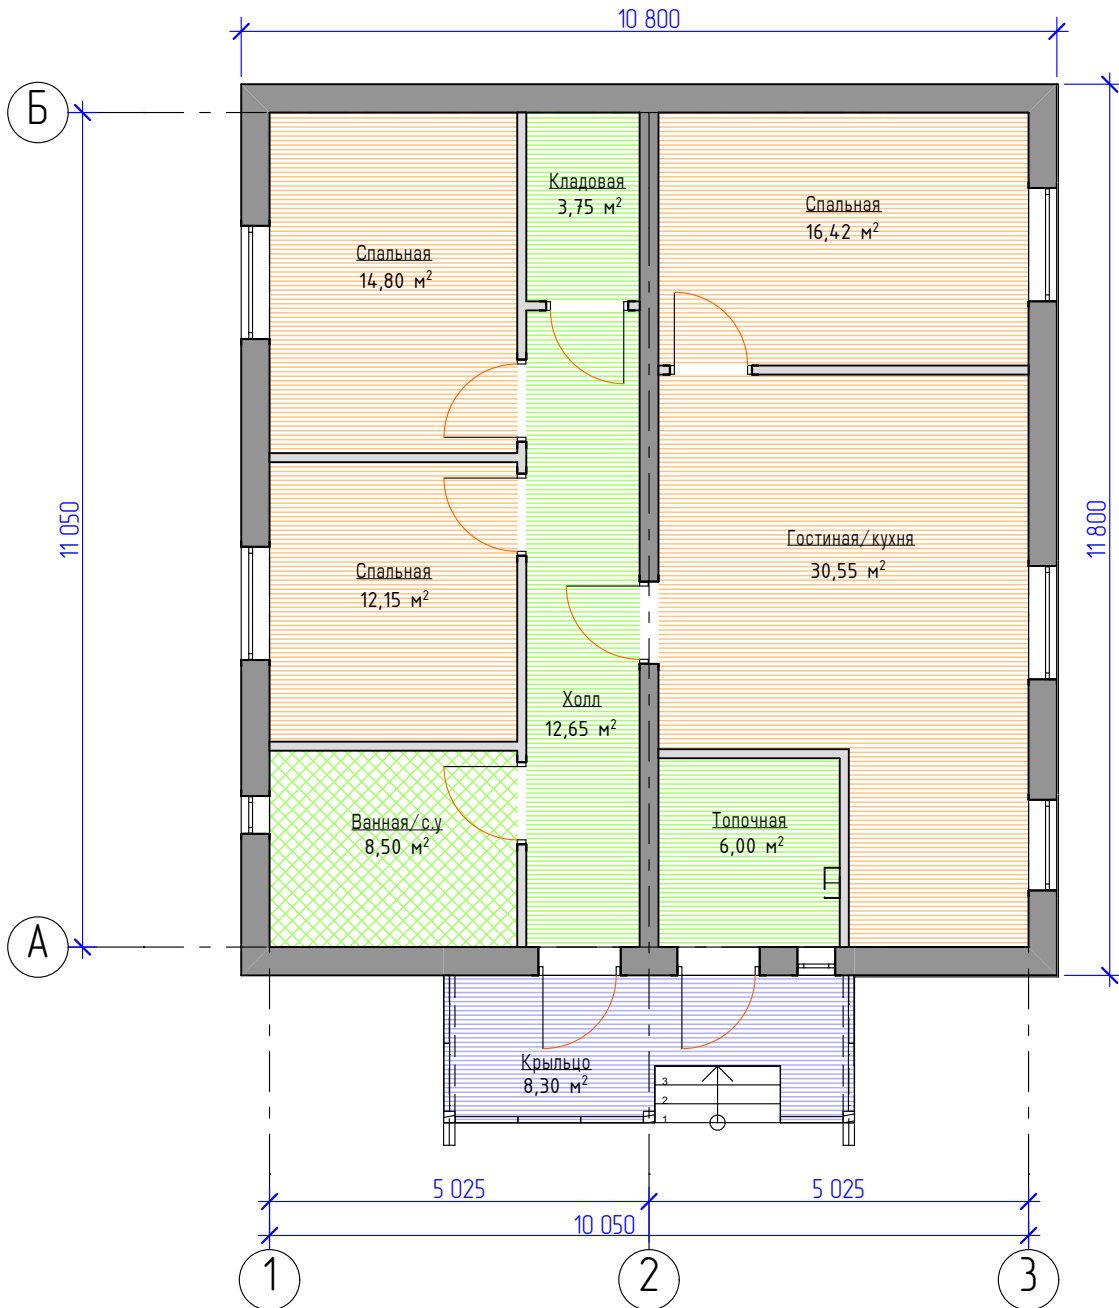 10 800
Б
Кладовая
3,75 м²
Спальная
16,42 м²
Спальная
14,80 м²
11 050
11 800
Гостиная/кухня
30,55 м²
Спальная
12,15 м²
Холл
12,65 м²
Ванная/с.у
8,50 м²
Топочная
6,00 м²
А
Крыльцо
8,30 м²
3
2
1
5 025
5 025
10 050
1
2
3